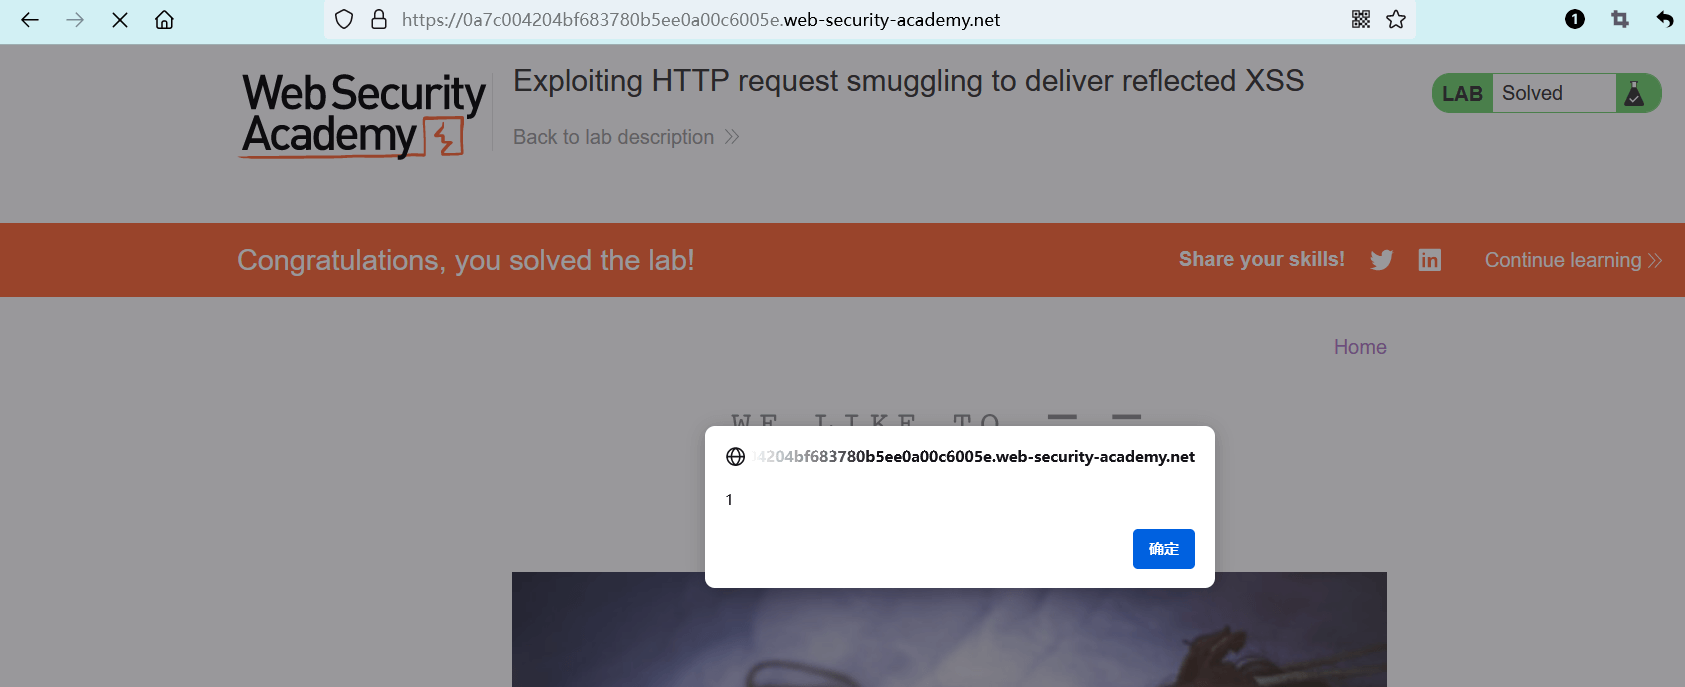 https://0a7c004204bf683780b5ee0a00c6005e.web-security-academy.net
1
Web Security
Academy
Exploiting HTTP request smuggling to deliver reflected XSS
Back to lab description
LAB Solved
Congratulations, you solved the lab!
Share your skills!
in
Continue learning
Home
WE LIKE TO
4204bf683780b5ee0a00c6005e.web-security-academy.net
1
确定